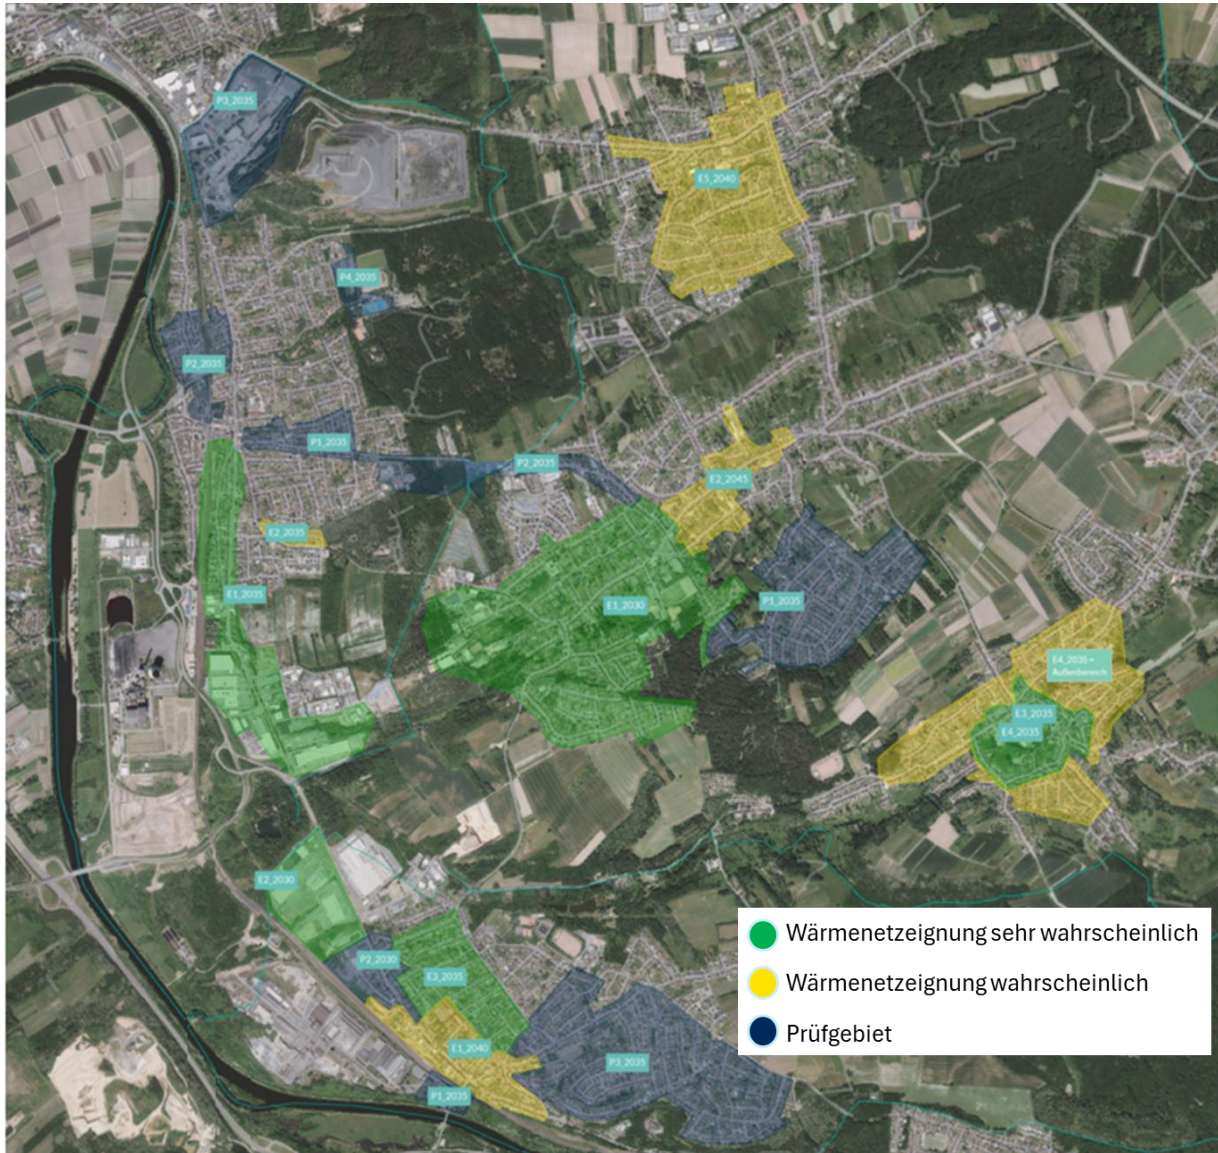 P3_2035
E5_2040
P4_2035
P2_2035
P1_2035
P2_2035
E2_2045
E2_2035
E1_2035
E1_2030
P1_2035
E4_2035 =
Außenbereich
E3_2035
E4_2035
E2_2030
P2_2030
E3_2035
E1_2040
P3_2035
P1_2035
Wärmenetzeignung sehr wahrscheinlich
Wärmenetzeignung wahrscheinlich
Prüfgebiet